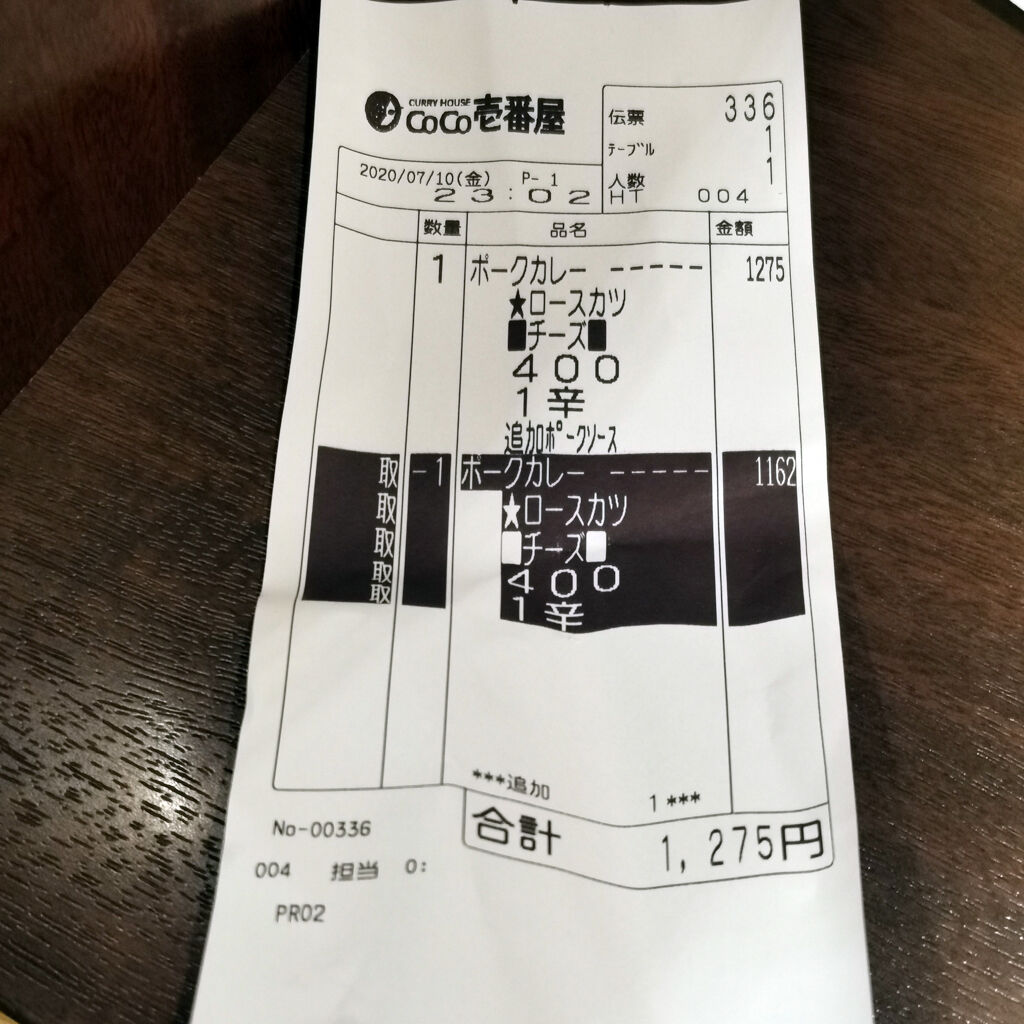 CURRY HOUSE
CoCo壱番屋
伝票 336
テーブル 1
人数 1
HT 004
2020/07/10(金) P- 1
23:02
数量 品名 金額
1 ポークカレー ------ 1275
★ロースカツ
■チーズ■
400
1辛
追加ポークソース
取 -1 ポークカレー ------ 1162
取 ★ロースカツ
取 ■チーズ■
取 400
取 1辛
***追加 1***
合計 1,275円
No-00336
004 担当 0:
PR02